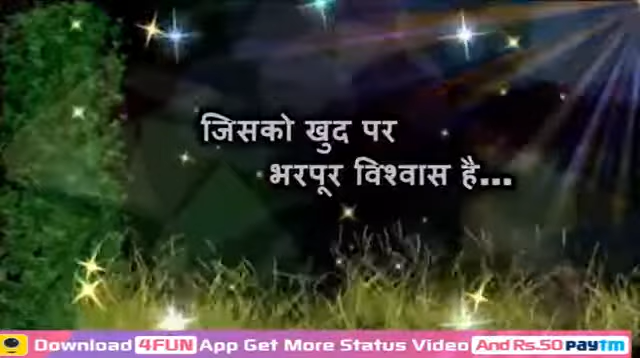 जिसको खुद पर
भरपूर विश्वास है...
Download 4FUN App Get More Status Video And Rs.50 Paytm